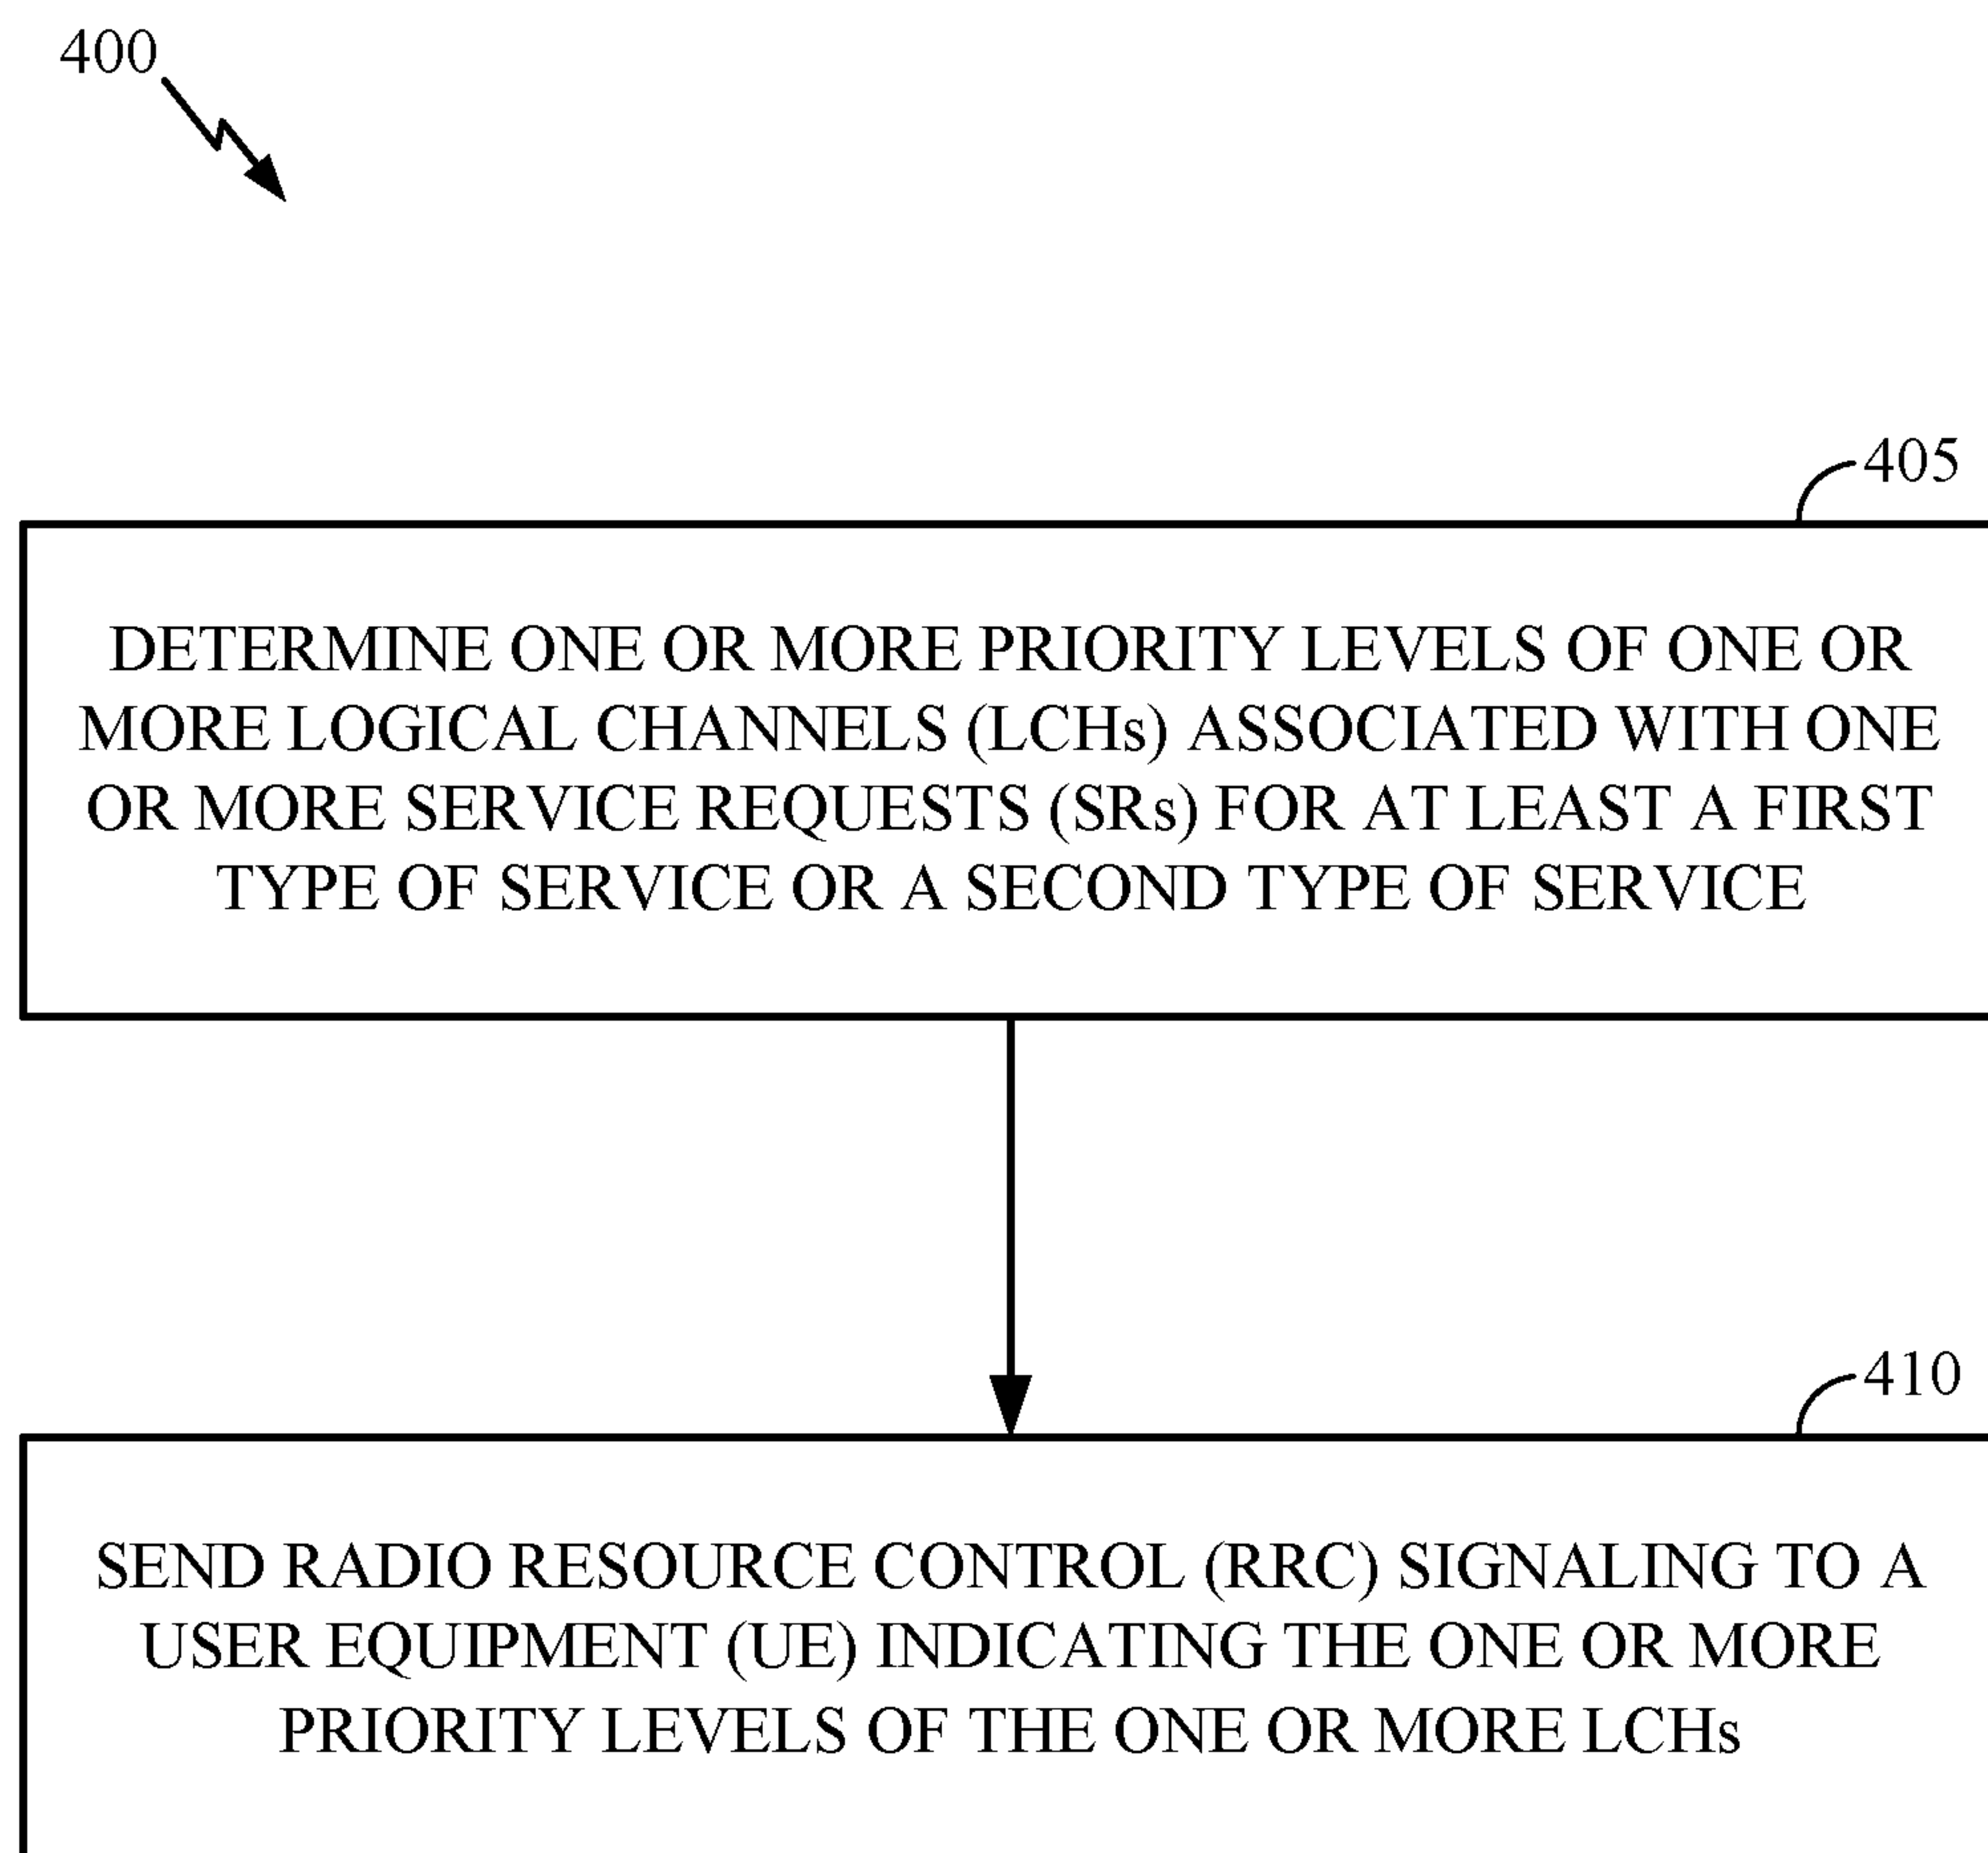 400
405
DETERMINE ONE OR MORE PRIORITY LEVELS OF ONE OR
MORE LOGICAL CHANNELS (LCHs) ASSOCIATED WITH ONE
OR MORE SERVICE REQUESTS (SRs) FOR AT LEAST A FIRST
TYPE OF SERVICE OR A SECOND TYPE OF SERVICE
410
SEND RADIO RESOURCE CONTROL (RRC) SIGNALING TO A
USER EQUIPMENT (UE) INDICATING THE ONE OR MORE
PRIORITY LEVELS OF THE ONE OR MORE LCHs